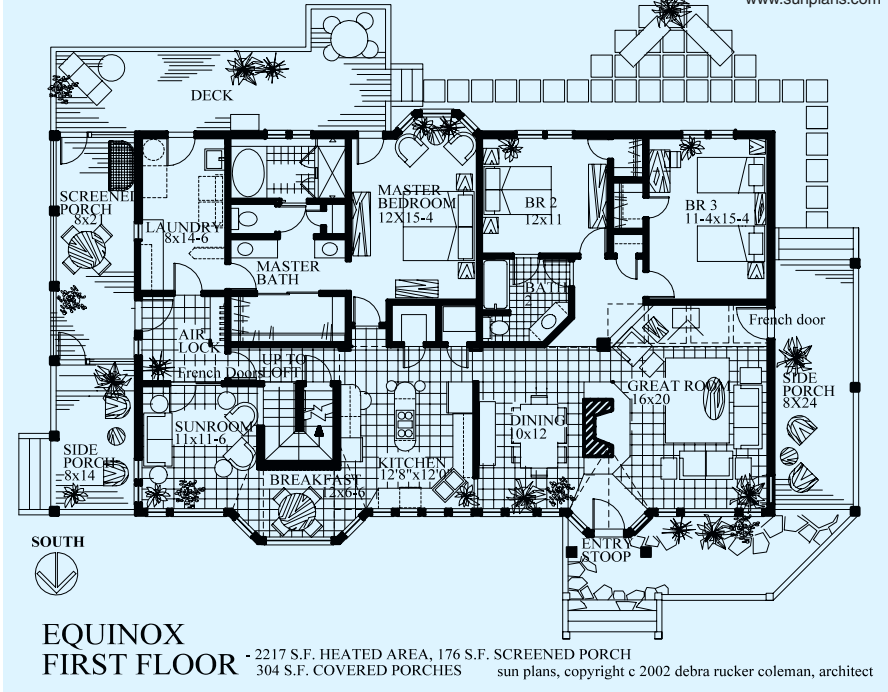 www.sunplans.com
DECK
SCREENED
PORCH
8x2
LAUNDRY
8x14-6
MASTER
BEDROOM
12X15-4
BR 2
12x11
BR 3
11-4x15-4
MASTER
BATH
BATH
2
AIR
LOCK
French Doors
UP TO
LOFT
French door
GREAT ROOM
16x20
SIDE
PORCH
8X24
SUNROOM
11x11-6
DINING
10x12
SIDE
PORCH
8x14
KITCHEN
12'8"x12'0"
BREAKFAST
12x6-6
ENTRY
STOOP
SOUTH
EQUINOX
FIRST FLOOR
- 2217 S.F. HEATED AREA, 176 S.F. SCREENED PORCH
304 S.F. COVERED PORCHES
sun plans, copyright c 2002 debra rucker coleman, architect